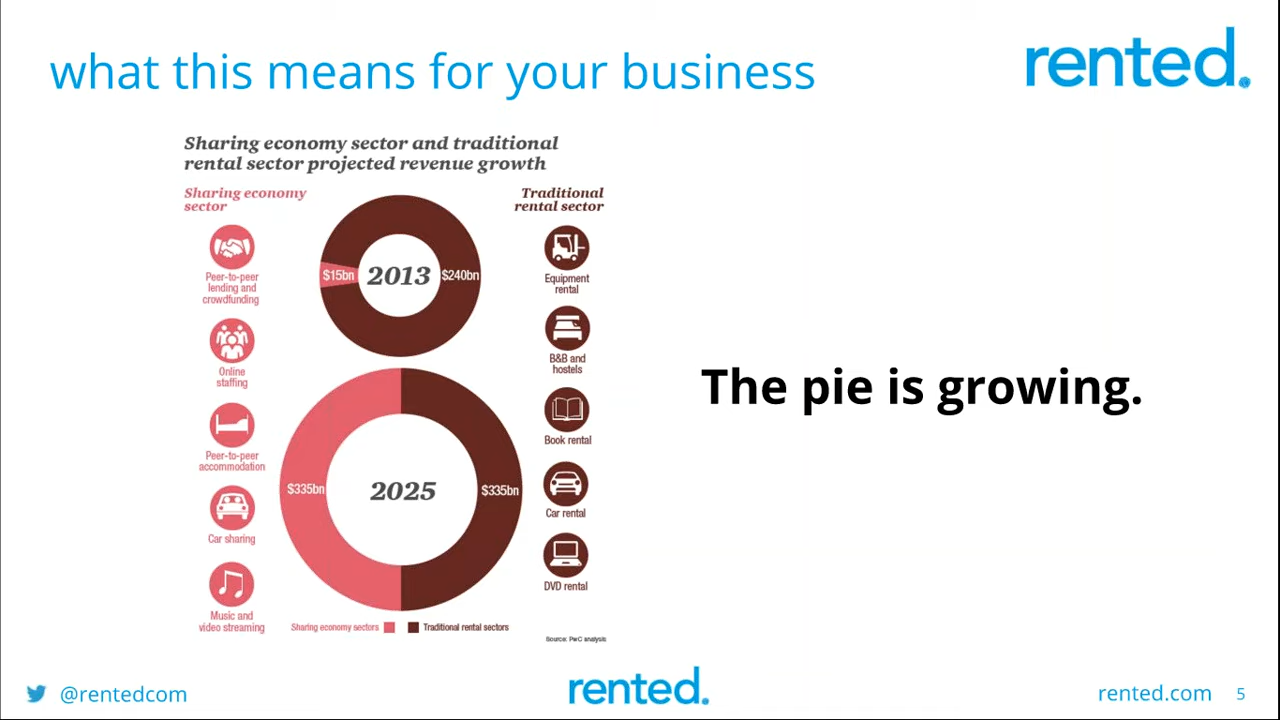 what this means for your business
rented.
Sharing economy sector and traditional
rental sector projected revenue growth
Sharing economy
sector
Traditional
rental sector
Peer-to-peer
lending and
crowdfunding
Online
staffing
Peer-to-peer
accommodation
Car sharing
Music and
video streaming
$15bn
2013
$240bn
$335bn
2025
$335bn
Equipment
rental
B&B and
hostels
Book rental
Car rental
DVD rental
Sharing economy sectors
Traditional rental sectors
Source: PwC analysis
The pie is growing.
@rentedcom
rented.
rented.com
5